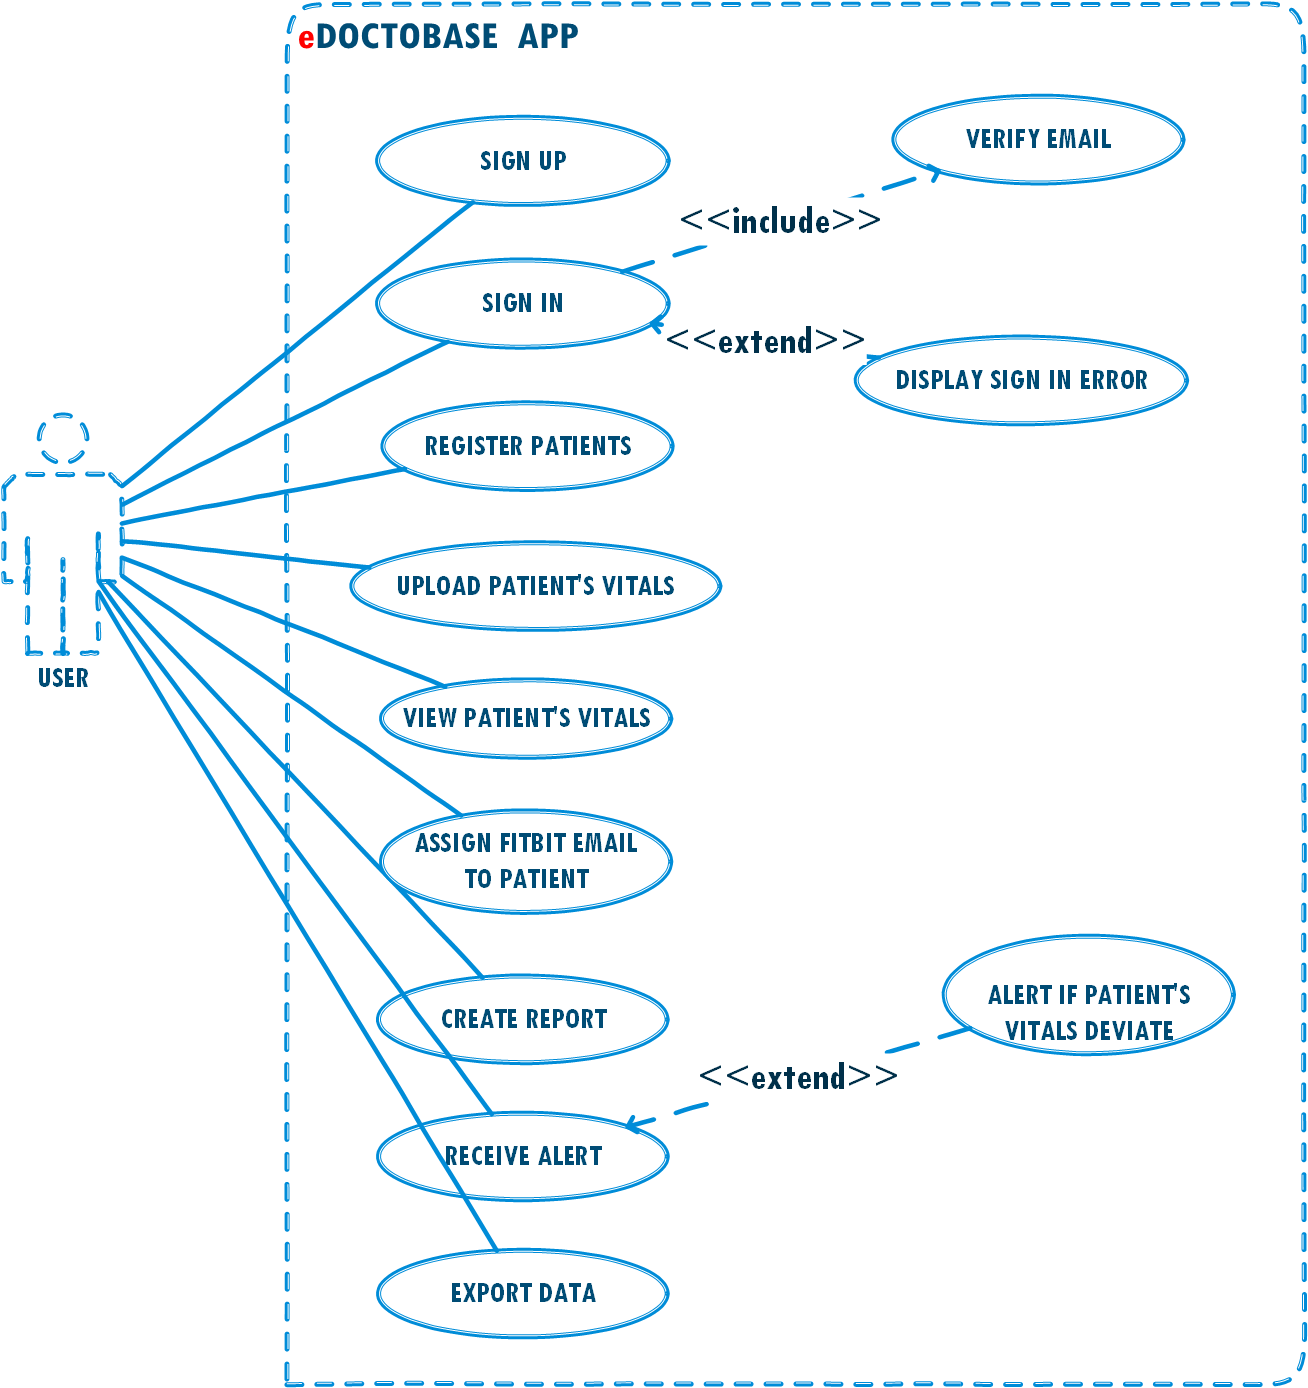 eDOCTOBASE APP
VERIFY EMAIL
SIGN UP
<<include>>
SIGN IN
<<extend>>
DISPLAY SIGN IN ERROR
REGISTER PATIENTS
UPLOAD PATIENT'S VITALS
USER
VIEW PATIENT'S VITALS
ASSIGN FITBIT EMAIL
TO PATIENT
ALERT IF PATIENT'S
VITALS DEVIATE
CREATE REPORT
<<extend>>
RECEIVE ALERT
EXPORT DATA